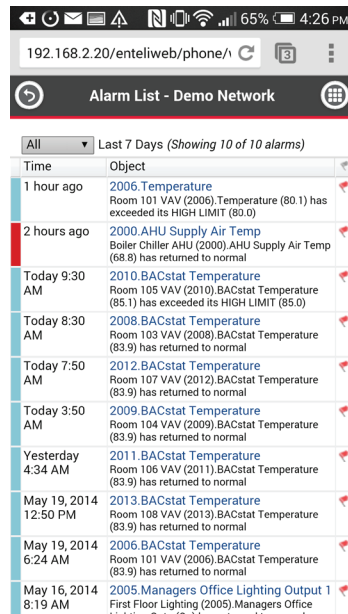 65% 4:26 PM
192.168.2.20/enteliweb/phone/
3
Alarm List - Demo Network
All Last 7 Days (Showing 10 of 10 alarms)
Time Object
1 hour ago 2006.Temperature
Room 101 VAV (2006).Temperature (80.1) has
exceeded its HIGH LIMIT (80.0)
2 hours ago 2000.AHU Supply Air Temp
Boiler Chiller AHU (2000).AHU Supply Air Temp
(68.8) has returned to normal
Today 9:30 2010.BACstat Temperature
AM Room 105 VAV (2010).BACstat Temperature
(85.1) has exceeded its HIGH LIMIT (85.0)
Today 8:30 2008.BACstat Temperature
AM Room 103 VAV (2008).BACstat Temperature
(83.9) has returned to normal
Today 7:50 2012.BACstat Temperature
AM Room 107 VAV (2012).BACstat Temperature
(83.9) has returned to normal
Today 3:50 2009.BACstat Temperature
AM Room 104 VAV (2009).BACstat Temperature
(83.9) has returned to normal
Yesterday 2011.BACstat Temperature
4:34 AM Room 106 VAV (2011).BACstat Temperature
(83.9) has returned to normal
May 19, 2014 2013.BACstat Temperature
12:50 PM Room 108 VAV (2013).BACstat Temperature
(83.9) has returned to normal
May 19, 2014 2006.BACstat Temperature
6:24 AM Room 101 VAV (2006).BACstat Temperature
(83.9) has returned to normal
May 16, 2014 2005.Managers Office Lighting Output 1
8:19 AM First Floor Lighting (2005).Managers Office